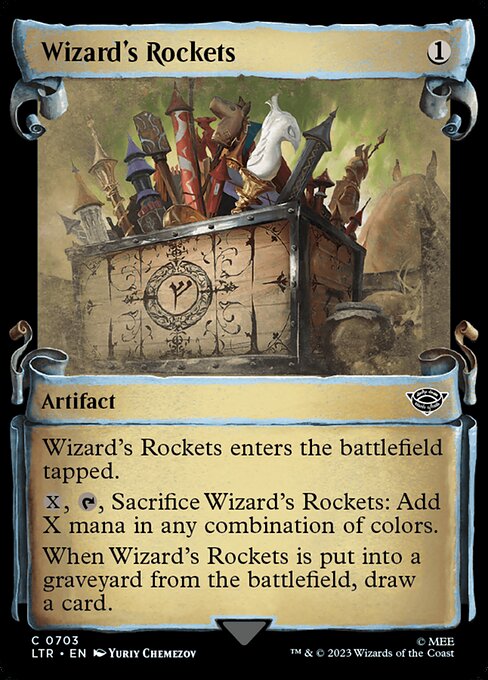 Wizard's Rockets 1
Artifact
Wizard's Rockets enters the battlefield
tapped.
X, , Sacrifice Wizard's Rockets: Add
X mana in any combination of colors.
When Wizard's Rockets is put into a
graveyard from the battlefield, draw
a card.
C 0703
LTR • EN Yuriy Chemezov
© MEE
™ & © 2023 Wizards of the Coast